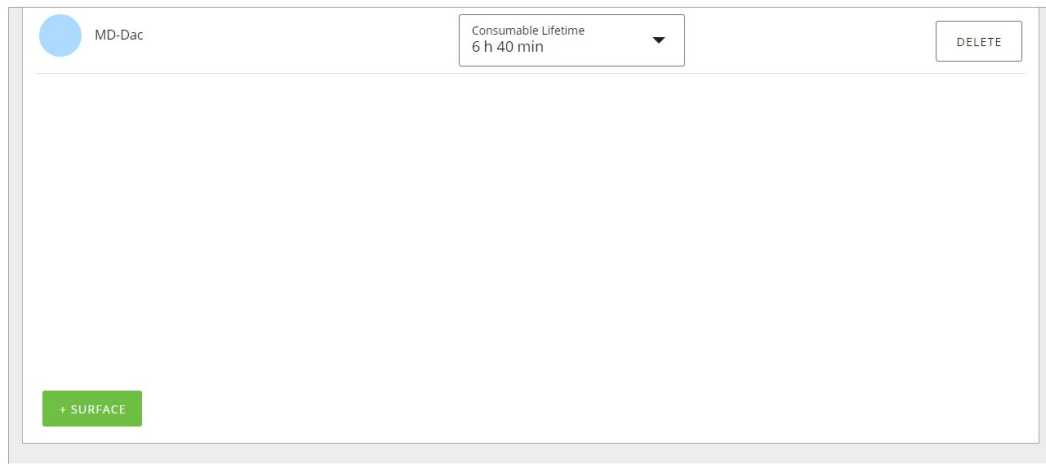 MD-Dac
Consumable Lifetime
6 h 40 min
DELETE
+ SURFACE